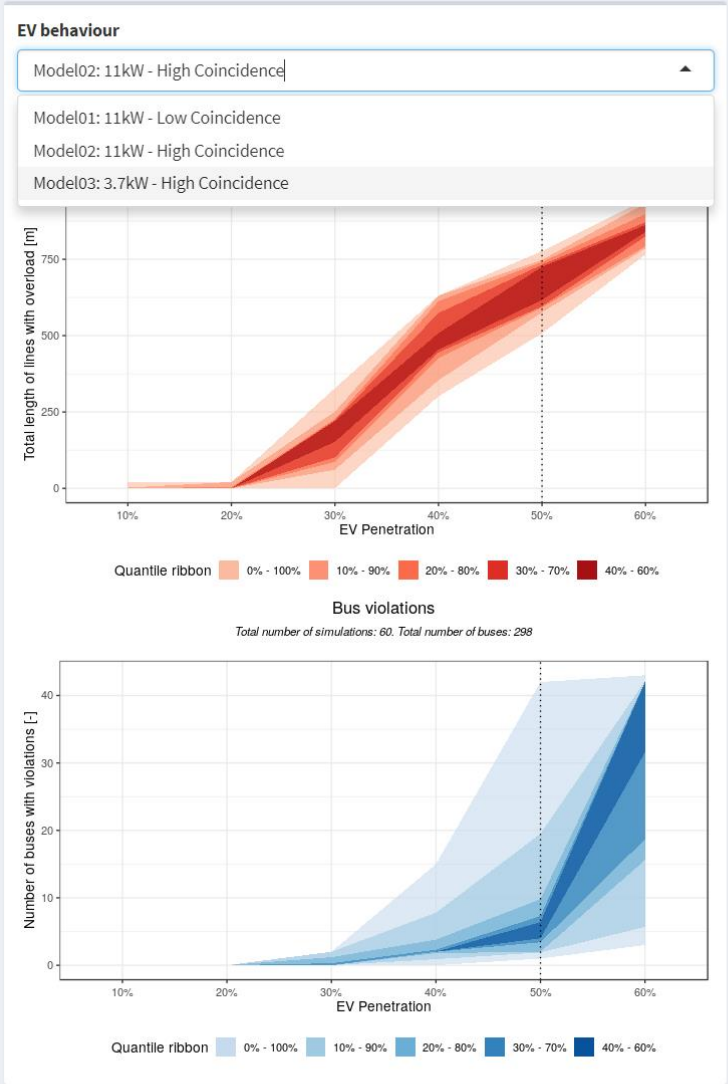 EV behaviour
Model02: 11kW - High Coincidence
Model01: 11kW - Low Coincidence
Model02: 11kW - High Coincidence
Model03: 3.7kW - High Coincidence
Total length of lines with overload [m]
750
500
250
0
10% 20% 30% 40% 50% 60%
EV Penetration
Quantile ribbon 0% - 100% 10% - 90% 20% - 80% 30% - 70% 40% - 60%
Bus violations
Total number of simulations: 60. Total number of buses: 298
Number of buses with violations [-]
40
30
20
10
0
10% 20% 30% 40% 50% 60%
EV Penetration
Quantile ribbon 0% - 100% 10% - 90% 20% - 80% 30% - 70% 40% - 60%